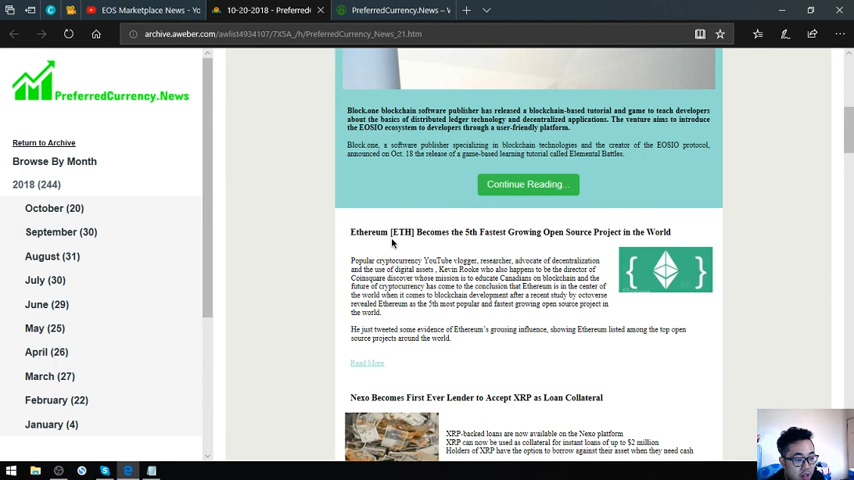 EOS Marketplace News - Yo
10-20-2018 - Preferred
PreferredCurrency.News – W
archive.aweber.com/awlist4934107/7X5A_/h/PreferredCurrency_News_21.htm
PreferredCurrency.News
Return to Archive
Browse By Month
2018 (244)
October (20)
September (30)
August (31)
July (30)
June (29)
May (25)
April (26)
March (27)
February (22)
January (4)
Block.one blockchain software publisher has released a blockchain-based tutorial and game to teach developers
about the basics of distributed ledger technology and decentralized applications. The venture aims to introduce
the EOSIO ecosystem to developers through a user-friendly platform.
Block.one, a software publisher specializing in blockchain technologies and the creator of the EOSIO protocol,
announced on Oct. 18 the release of a game-based learning tutorial called Elemental Battles.
Continue Reading...
Ethereum [ETH] Becomes the 5th Fastest Growing Open Source Project in the World
Popular cryptocurrency YouTube vlogger, researcher, advocate of decentralization
and the use of digital assets , Kevin Rooke who also happens to be the director of
Coinsquare discover whose mission is to educate Canadians on blockchain and the
future of cryptocurrency has come to the conclusion that Ethereum is in the center of
the world when it comes to blockchain development after a recent study by octoverse
revealed Ethereum as the 5th most popular and fastest growing open source project in
the world.
He just tweeted some evidence of Ethereum's grousing influence, showing Ethereum listed among the top open
source projects around the world.
Read More
Nexo Becomes First Ever Lender to Accept XRP as Loan Collateral
XRP-backed loans are now available on the Nexo platform
XRP can now be used as collateral for instant loans of up to $2 million
Holders of XRP have the option to borrow against their asset when they need cash